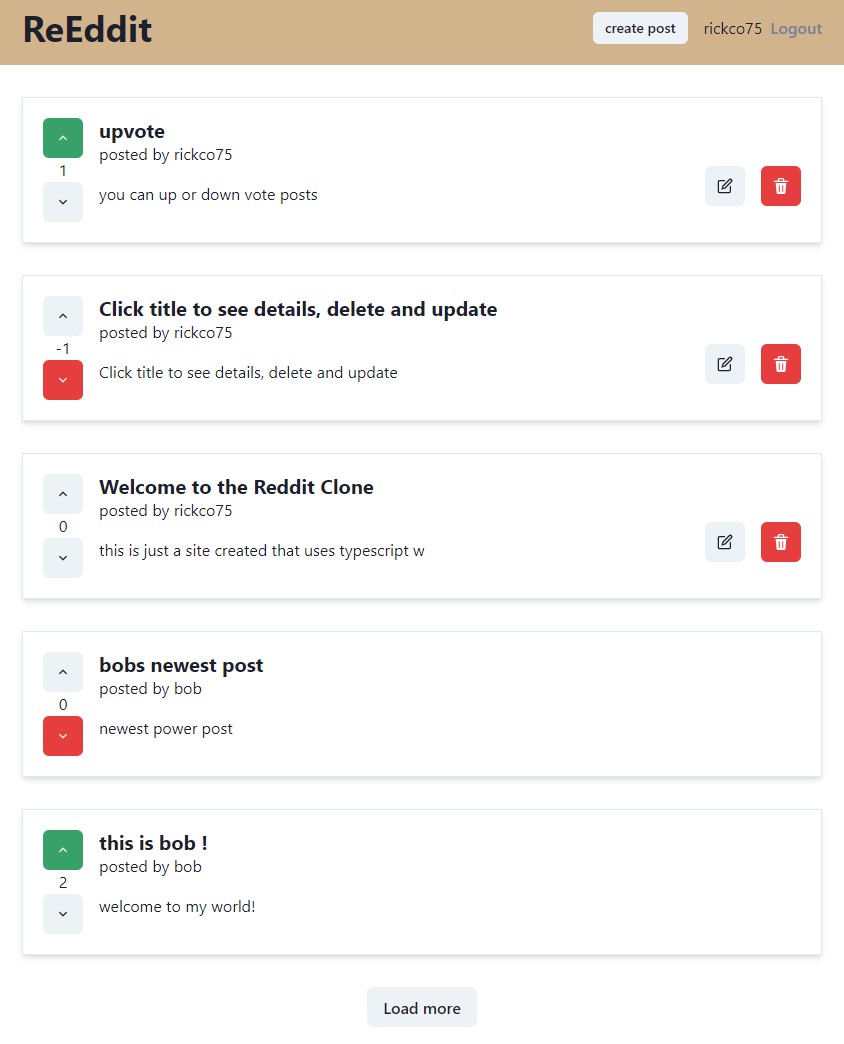 ReEddit
create post
rickco75 Logout
upvote
posted by rickco75
1
you can up or down vote posts
Click title to see details, delete and update
posted by rickco75
-1
Click title to see details, delete and update
Welcome to the Reddit Clone
posted by rickco75
0
this is just a site created that uses typescript w
bobs newest post
posted by bob
0
newest power post
this is bob !
posted by bob
2
welcome to my world!
Load more